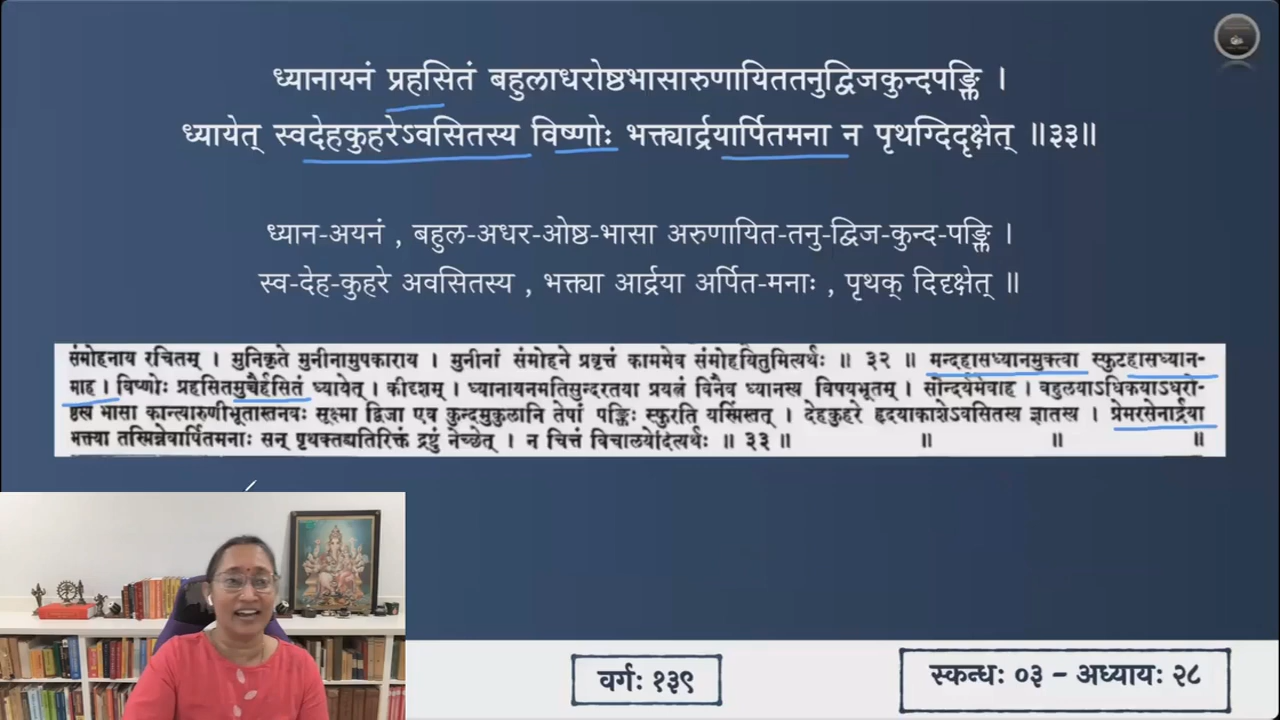 ध्यानायनं प्रहसितं बहुलाधरोष्ठभासारुणायिततनुद्विजकुन्दपङ्क्ति ।
ध्यायेत् स्वदेहकुहरेऽवसितस्य विष्णोः भक्त्यार्द्रयार्पितमना न पृथग्दिदृक्षेत् ॥३३॥
ध्यान-अयनं , बहुल-अधर-ओष्ठ-भासा अरुणायित-तनु-द्विज-कुन्द-पङ्क्ति ।
स्व-देह-कुहरे अवसितस्य , भक्त्या आर्द्रया अर्पित-मनाः , पृथक् दिदृक्षेत् ॥
संमोहनाय रचितम् । मुनिकृते मुनीनामुपकाराय । मुनीनां संमोहने प्रवृत्तं काममेव संमोहयितुमित्यर्थः ॥ ३२ ॥ मन्दहासध्यानमुक्त्वा स्फुटहासध्यान-
माह । विष्णोः प्रहसितमुच्चैर्हसितं ध्यायेत् । कीदृशम् । ध्यानायनमतिसुन्दरतया प्रयत्नं विनैव ध्यानस्य विषयभूतम् । सौन्दर्यमेवाह । बहुलयाऽधिकयाऽधरो-
ष्ठस्य भासा कान्त्यारुणीभूतास्तनवः सूक्ष्मा द्विजा एव कुन्दमुकुलानि तेषां पङ्क्तिः स्फुरति यस्मिंस्तत् । देहकुहरे हृदयाकाशेऽवसितस्य ज्ञातस्य । प्रेमरसेनार्द्रया
भक्त्या तस्मिन्नेवार्पितमनाः सन् पृथक्तद्व्यतिरिक्तं द्रष्टुं नेच्छेत् । न चित्तं विचालयेदित्यर्थः ॥ ३३ ॥ ॥ ॥ ॥
वर्गः १३९
स्कन्धः ०३ – अध्यायः २८